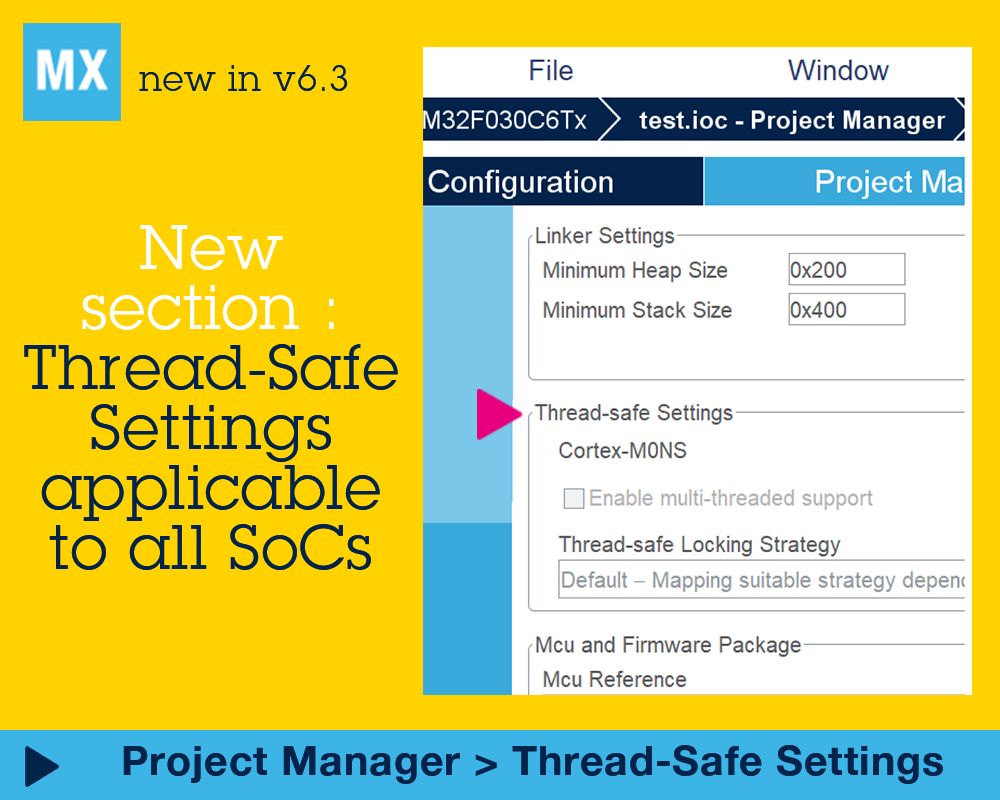 MX
new in v6.3
New
section :
Thread-Safe
Settings
applicable
to all SoCs
File Window
M32F030C6Tx test.ioc - Project Manager
Configuration Project Ma
Linker Settings
Minimum Heap Size 0x200
Minimum Stack Size 0x400
Thread-safe Settings
Cortex-M0NS
Enable multi-threaded support
Thread-safe Locking Strategy
Default – Mapping suitable strategy depend
Mcu and Firmware Package
Mcu Reference
Project Manager > Thread-Safe Settings